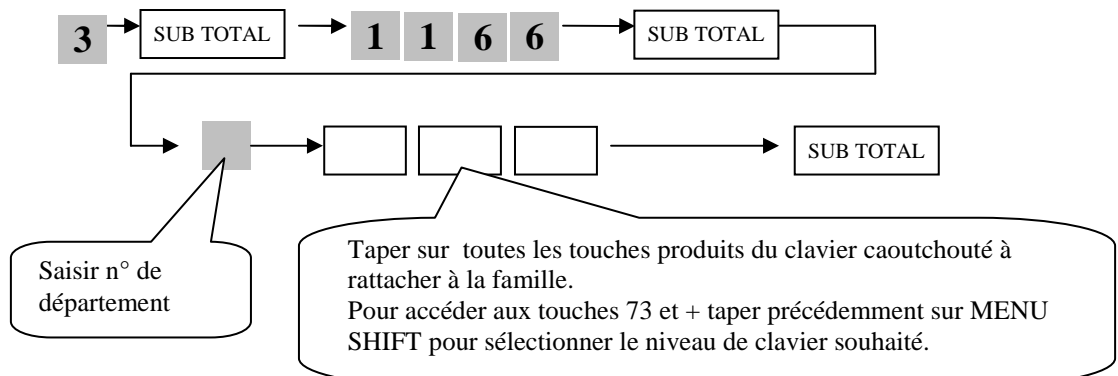 3 SUB TOTAL 1 1 6 6 SUB TOTAL
SUB TOTAL
Saisir n° de
département
Taper sur toutes les touches produits du clavier caoutchouté à
rattacher à la famille.
Pour accéder aux touches 73 et + taper précédemment sur MENU
SHIFT pour sélectionner le niveau de clavier souhaité.